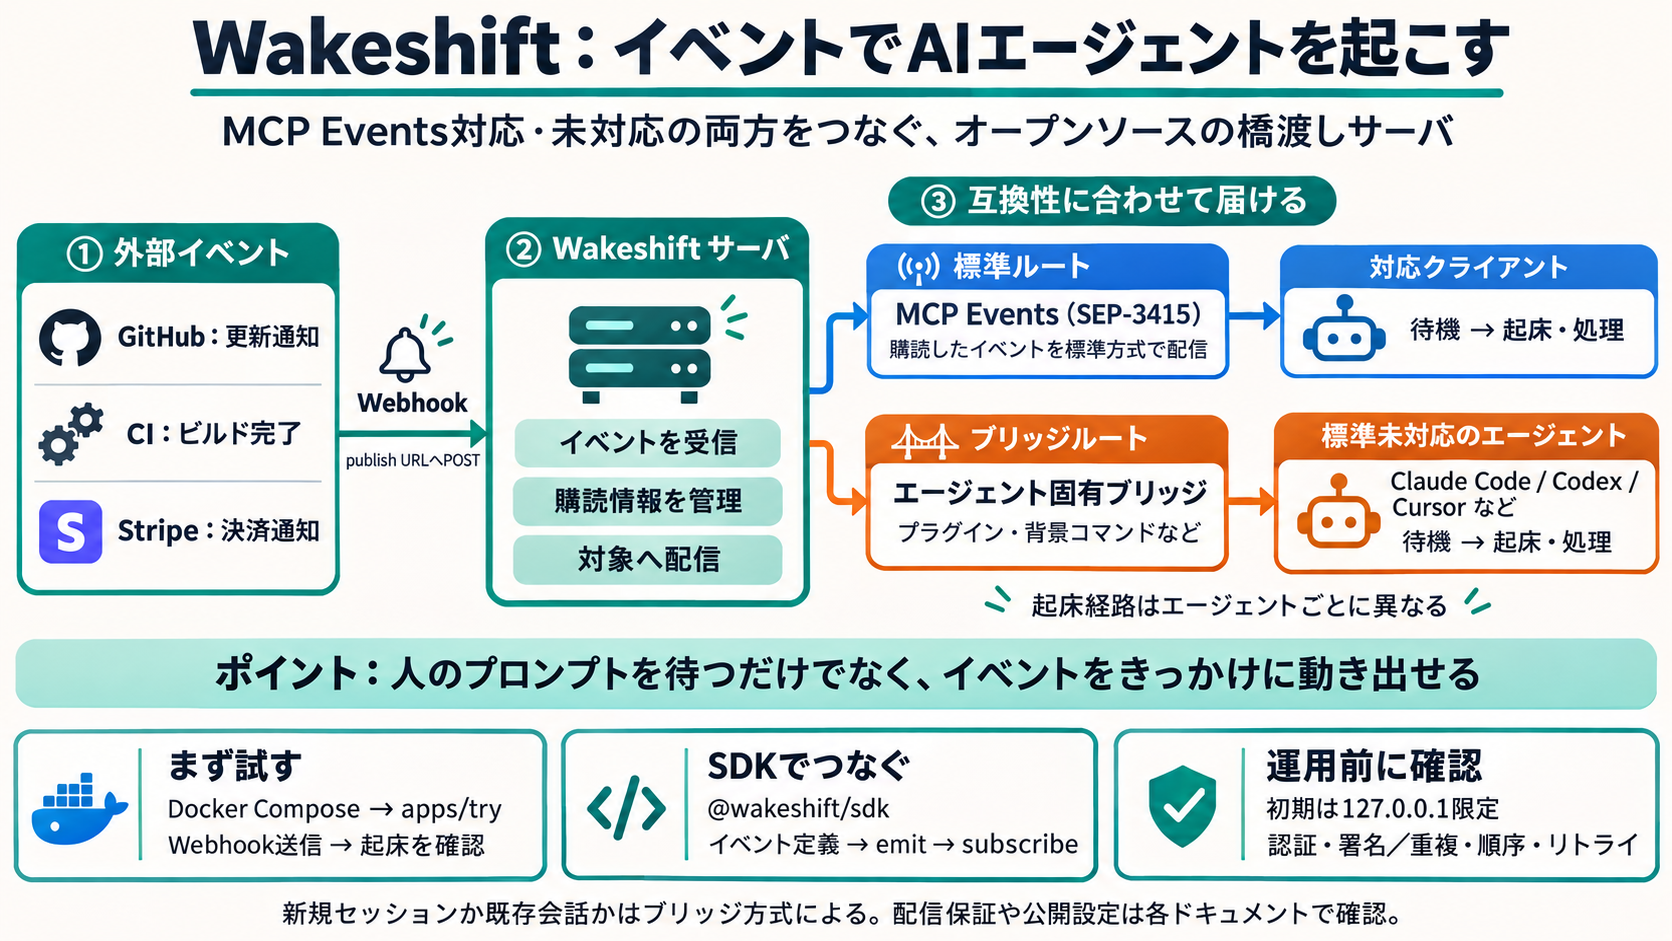 Wakeshift：イベントでAIエージェントを起こす
MCP Events対応・未対応の両方をつなぐ、オープンソースの橋渡しサーバ
① 外部イベント
GitHub：更新通知
CI：ビルド完了
S
Stripe：決済通知
Webhook
publish URLへPOST
② Wakeshift サーバ
イベントを受信
購読情報を管理
対象へ配信
③ 互換性に合わせて届ける
標準ルート
MCP Events（SEP-3415）
購読したイベントを標準方式で配信
対応クライアント
待機 → 起床・処理
ブリッジルート
エージェント固有ブリッジ
プラグイン・背景コマンドなど
標準未対応のエージェント
Claude Code / Codex /
Cursor など
待機 → 起床・処理
起床経路はエージェントごとに異なる
ポイント：人のプロンプトを待つだけでなく、イベントをきっかけに動き出せる
まず試す
Docker Compose → apps/try
Webhook送信 → 起床を確認
</>
SDKでつなぐ
@wakeshift/sdk
イベント定義 → emit → subscribe
運用前に確認
初期は127.0.0.1限定
認証・署名／重複・順序・リトライ
新規セッションか既存会話かはブリッジ方式による。配信保証や公開設定は各ドキュメントで確認。